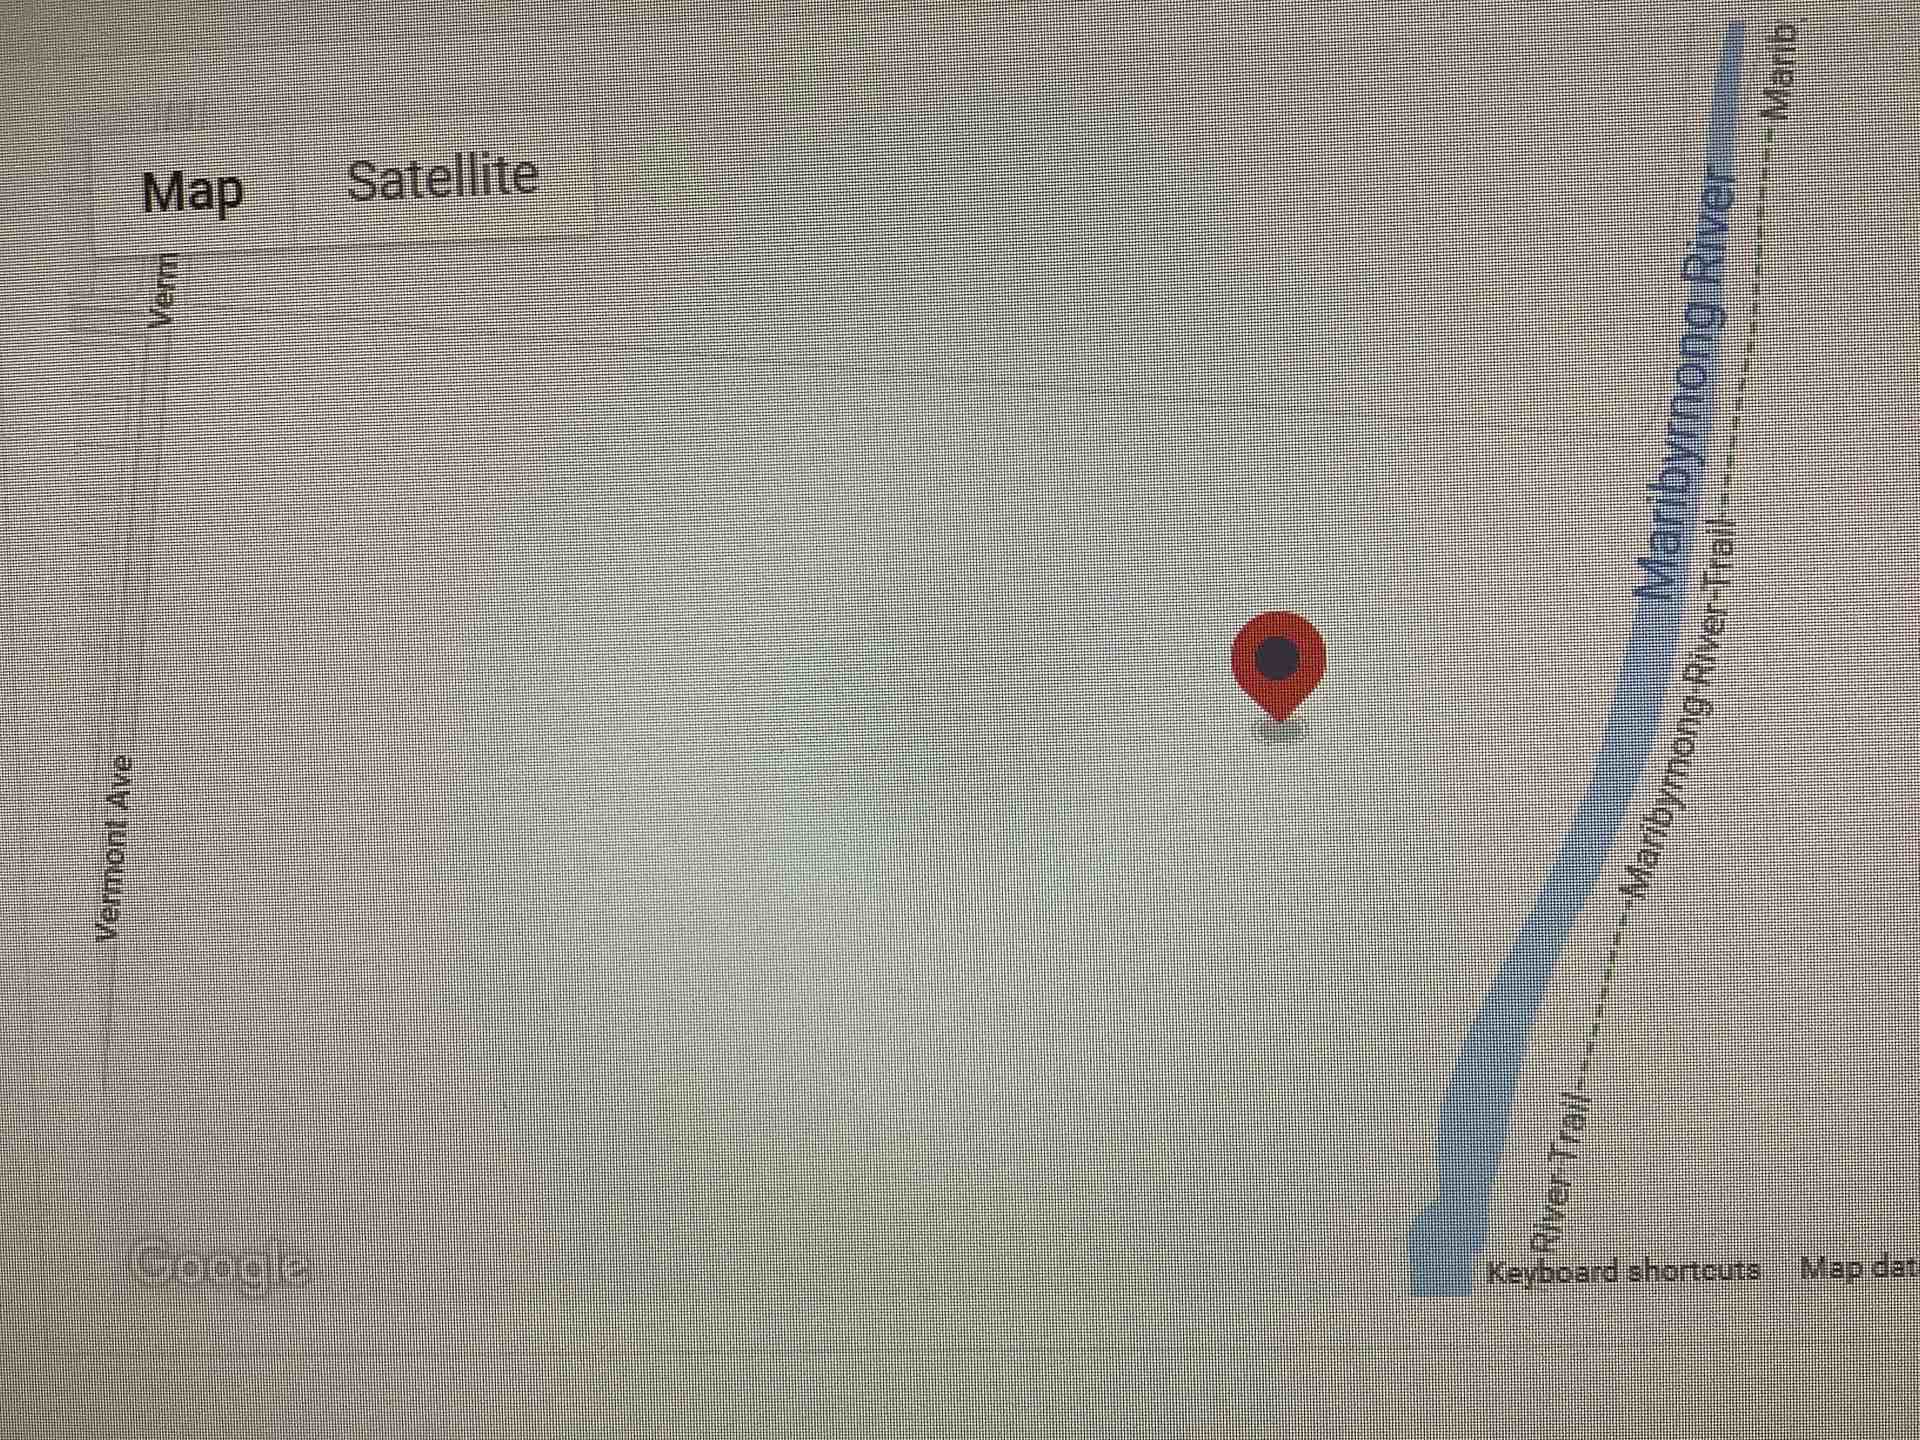 Map
Satellite
Verm
Vermont Ave
Maribyrnong River
Marib
Maribyrnong-River-Trail
River-Trail
Google
Keyboard shortcuts
Map dat